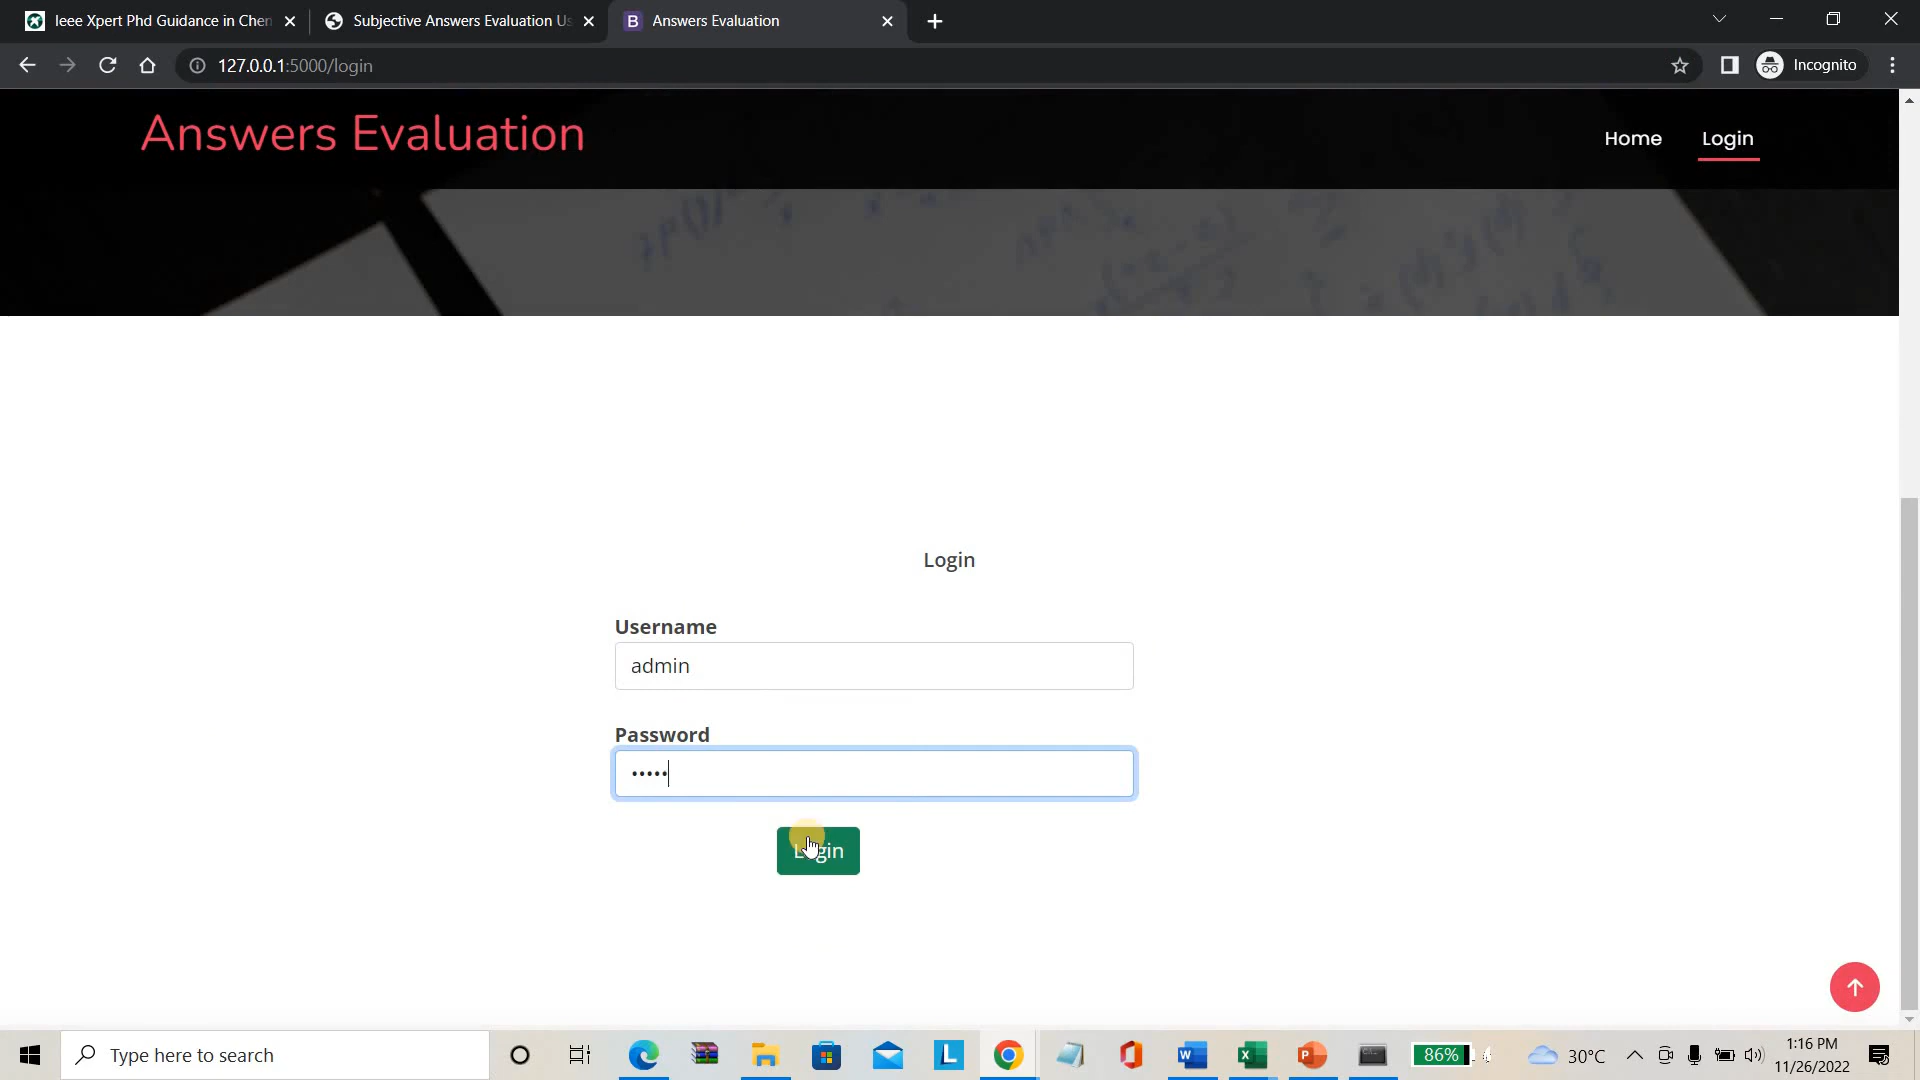 Ieee Xpert Phd Guidance in Chen
Subjective Answers Evaluation Us
Answers Evaluation
127.0.0.1:5000/login
Incognito
Answers Evaluation
Home
Login
Login
Username
admin
Password
•••••
Login
Type here to search
86%
30°C
1:16 PM
11/26/2022